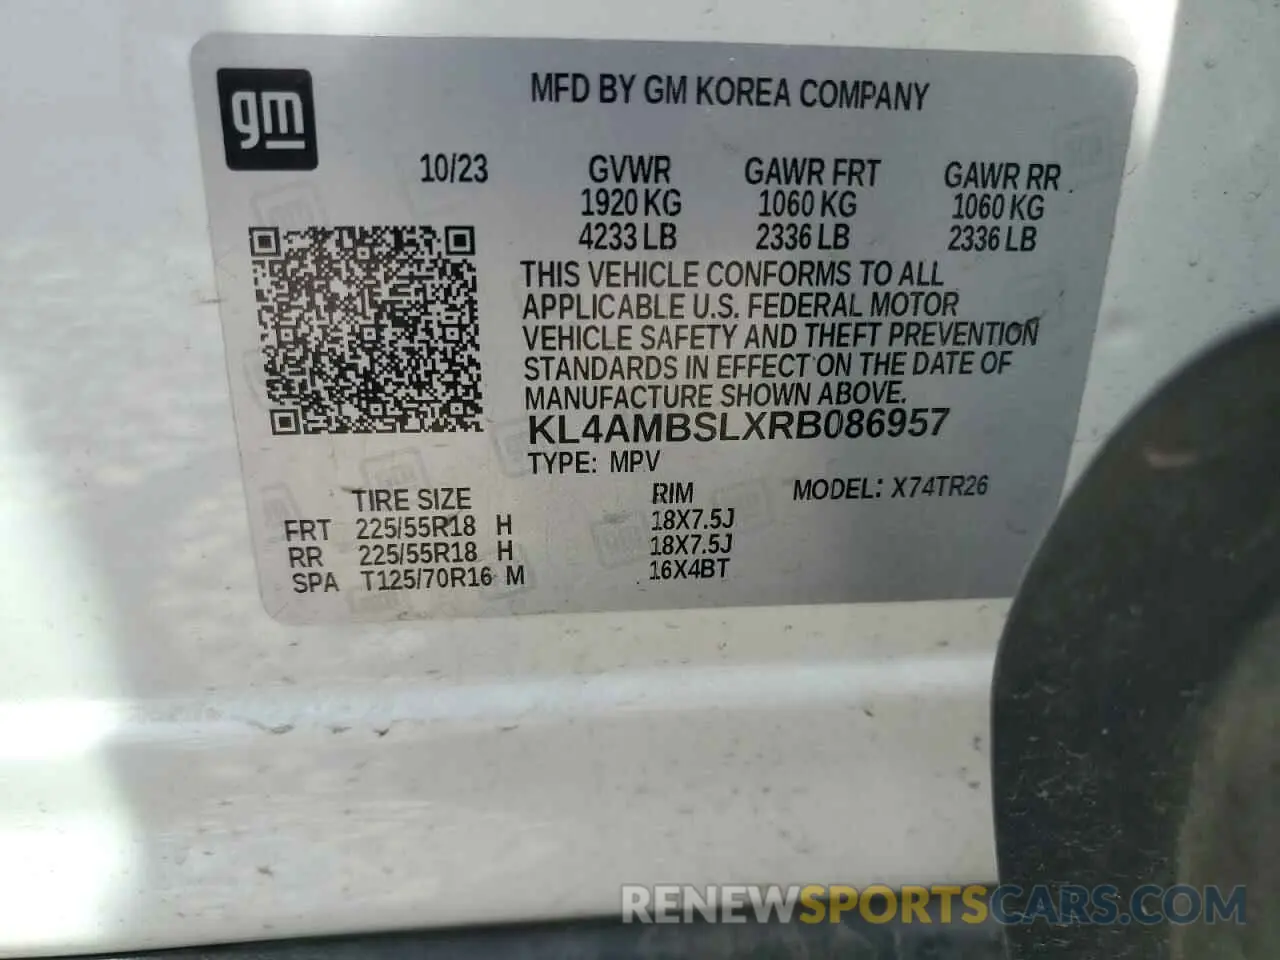 gm
MFD BY GM KOREA COMPANY
10/23 GVWR GAWR FRT GAWR RR
1920 KG 1060 KG 1060 KG
4233 LB 2336 LB 2336 LB
THIS VEHICLE CONFORMS TO ALL
APPLICABLE U.S. FEDERAL MOTOR
VEHICLE SAFETY AND THEFT PREVENTION
STANDARDS IN EFFECT ON THE DATE OF
MANUFACTURE SHOWN ABOVE.
KL4AMBSLXRB086957
TYPE: MPV
TIRE SIZE RIM MODEL: X74TR26
FRT 225/55R18 H 18X7.5J
RR 225/55R18 H 18X7.5J
SPA T125/70R16 M 16X4BT
RENEWSPORTSCARS.COM